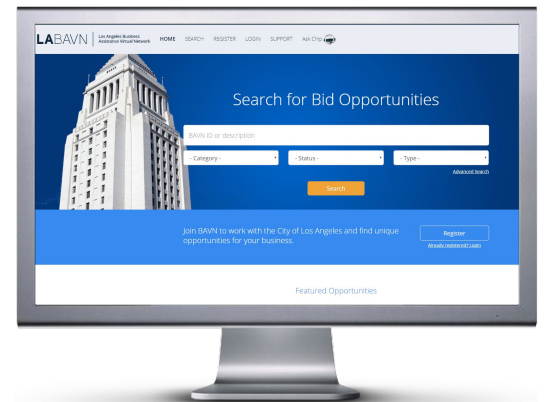 LABAVN Los Angeles Business
Assistance Virtual Network
HOME SEARCH REGISTER LOGIN SUPPORT Ask Chip
Search for Bid Opportunities
BAVN ID or description
- Category - - Status - - Type -
Advanced Search
Search
Join BAVN to work with the City of Los Angeles and find unique
opportunities for your business.
Register
Already registered? Login
Featured Opportunities